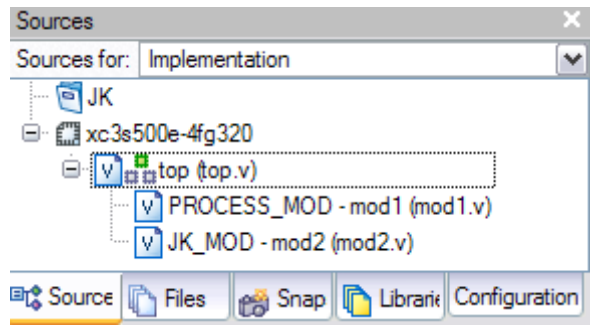 Sources
Sources for: Implementation
JK
xc3s500e-4fg320
top (top.v)
PROCESS_MOD - mod1 (mod1.v)
JK_MOD - mod2 (mod2.v)
Source Files Snap Librarie Configuration